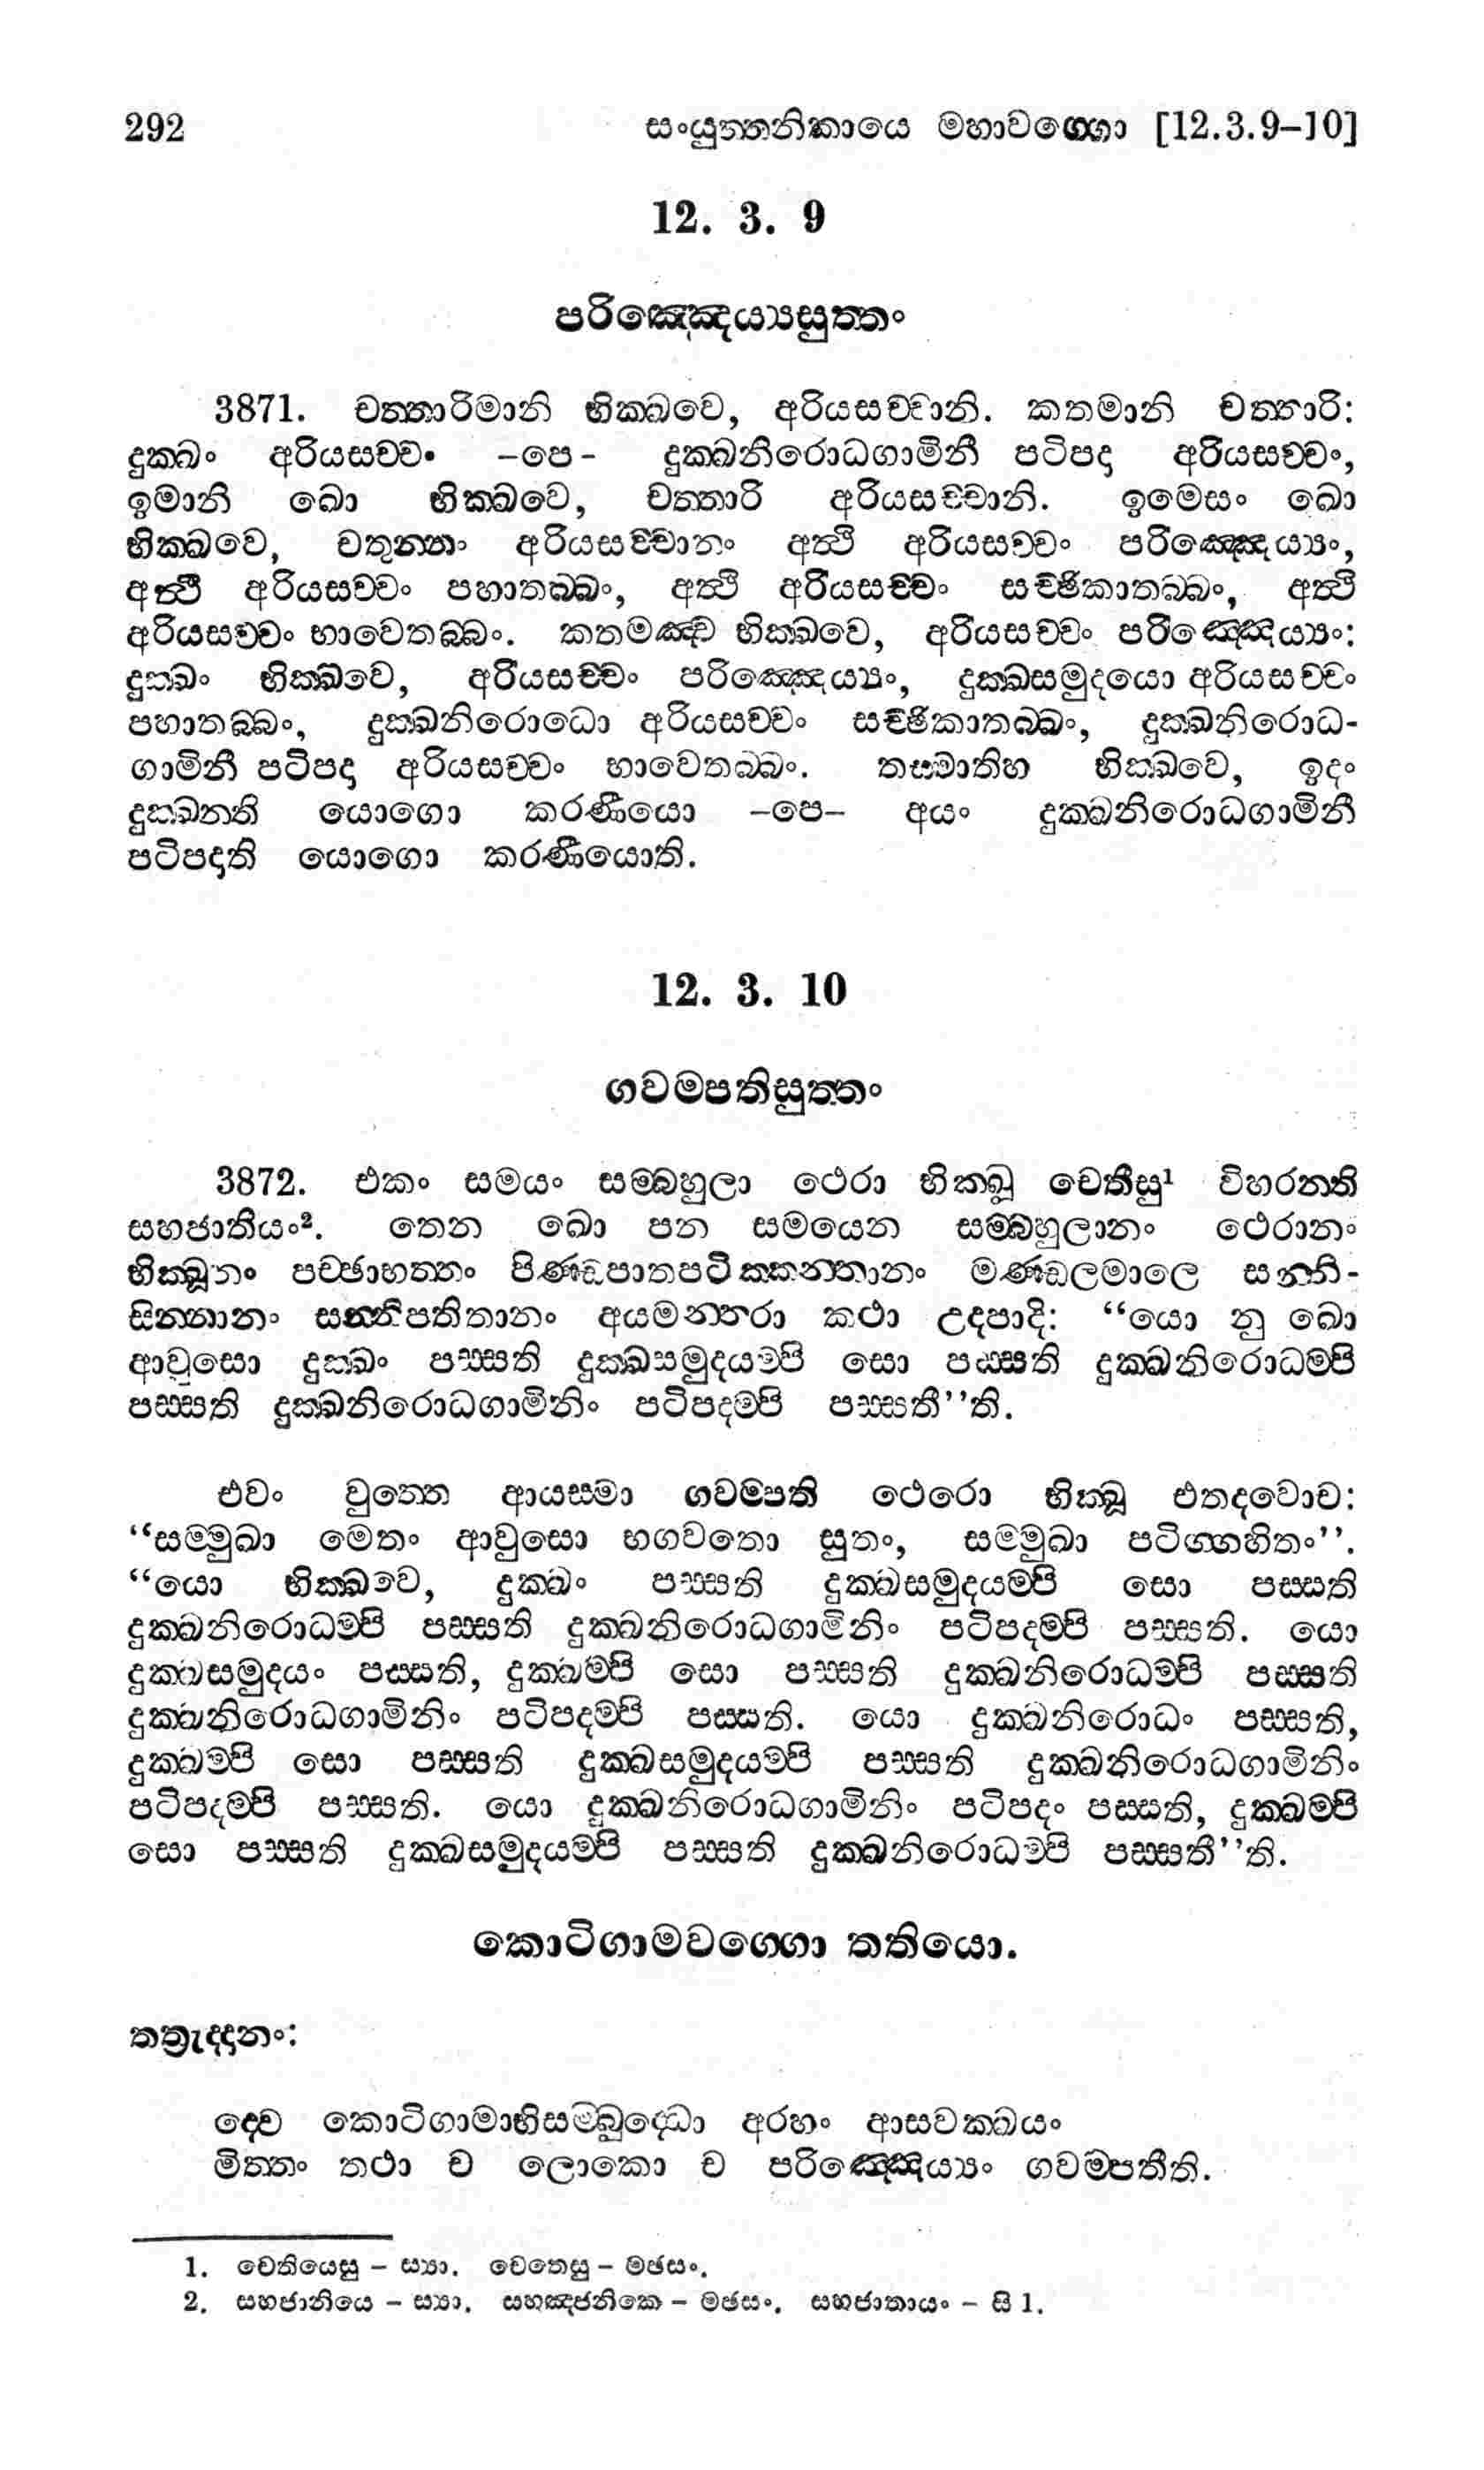 292 සංයුත්තනිකායෙ මහාවග්ගො [12.3.9–10]
12. 3. 9
පරිඤ්ඤෙය්‍යසුත්තං
3871. චත්තාරිමානි භික්ඛවෙ, අරියසච්චානි. කතමානි චත්තාරි:
දුක්ඛං අරියසච්චං –පෙ– දුක්ඛනිරොධගාමිනී පටිපදා අරියසච්චං,
ඉමානි ඛො භික්ඛවෙ, චත්තාරි අරියසච්චානි. ඉමෙසං ඛො
භික්ඛවෙ, චතුන්නං අරියසච්චානං අත්ථි අරියසච්චං පරිඤ්ඤෙය්‍යං,
අත්ථි අරියසච්චං පහාතබ්බං, අත්ථි අරියසච්චං සච්ඡිකාතබ්බං, අත්ථි
අරියසච්චං භාවෙතබ්බං. කතමඤ්ච භික්ඛවෙ, අරියසච්චං පරිඤ්ඤෙය්‍යං:
දුක්ඛං භික්ඛවෙ, අරියසච්චං පරිඤ්ඤෙය්‍යං, දුක්ඛසමුදයො අරියසච්චං
පහාතබ්බං, දුක්ඛනිරොධො අරියසච්චං සච්ඡිකාතබ්බං, දුක්ඛනිරොධ-
ගාමිනී පටිපදා අරියසච්චං භාවෙතබ්බං. තස්මාතිහ භික්ඛවෙ, ඉදං
දුක්ඛන්ති යොගො කරණීයො –පෙ– අයං දුක්ඛනිරොධගාමිනී
පටිපදාති යොගො කරණීයොති.
12. 3. 10
ගවම්පතිසුත්තං
3872. එකං සමයං සම්බහුලා ථෙරා භික්ඛූ චෙතීසු¹ විහරන්ති
සහජාතියං². තෙන ඛො පන සමයෙන සම්බහුලානං ථෙරානං
භික්ඛූනං පච්ඡාභත්තං පිණ්ඩපාතපටික්කන්තානං මණ්ඩලමාලෙ සන්නි-
සින්නානං සන්නිපතිතානං අයමන්තරා කථා උදපාදි: “යො නු ඛො
ආවුසො දුක්ඛං පස්සති දුක්ඛසමුදයම්පි සො පස්සති දුක්ඛනිරොධම්පි
පස්සති දුක්ඛනිරොධගාමිනිං පටිපදම්පි පස්සතී”ති.
එවං වුත්තෙ ආයස්මා ගවම්පති ථෙරො භික්ඛූ එතදවොච:
“සම්මුඛා මෙතං ආවුසො භගවතො සුතං, සම්මුඛා පටිග්ගහිතං”.
“යො භික්ඛවෙ, දුක්ඛං පස්සති දුක්ඛසමුදයම්පි සො පස්සති
දුක්ඛනිරොධම්පි පස්සති දුක්ඛනිරොධගාමිනිං පටිපදම්පි පස්සති. යො
දුක්ඛසමුදයං පස්සති, දුක්ඛම්පි සො පස්සති දුක්ඛනිරොධම්පි පස්සති
දුක්ඛනිරොධගාමිනිං පටිපදම්පි පස්සති. යො දුක්ඛනිරොධං පස්සති,
දුක්ඛම්පි සො පස්සති දුක්ඛසමුදයම්පි පස්සති දුක්ඛනිරොධගාමිනිං
පටිපදම්පි පස්සති. යො දුක්ඛනිරොධගාමිනිං පටිපදං පස්සති, දුක්ඛම්පි
සො පස්සති දුක්ඛසමුදයම්පි පස්සති දුක්ඛනිරොධම්පි පස්සතී”ති.
කොටිගාමවග්ගො තතියො.
තත්‍රුද්දානං:
ද්වෙ කොටිගාමාභිසම්බුද්ධො අරහං ආසවක්ඛයං
මිත්තං තථා ච ලොකො ච පරිඤ්ඤෙය්‍යං ගවම්පතීති.
1. චෙතියෙසු – ස්‍යා. චෙතෙසු – මඡසං.
2. සහජානියෙ – ස්‍යා. සහඤ්ජනිකෙ – මඡසං. සහජාතායං – සි 1.